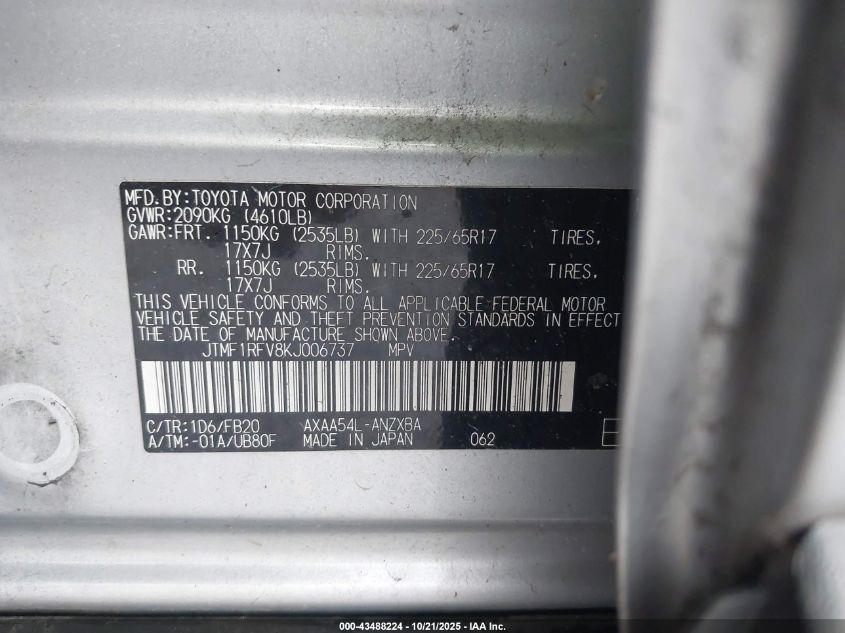 MFD.BY:TOYOTA MOTOR CORPORATION
GVWR:2090KG (4610LB)
GAWR:FRT. 1150KG (2535LB) WITH 225/65R17 TIRES,
17X7J RIMS.
RR. 1150KG (2535LB) WITH 225/65R17 TIRES,
17X7J RIMS.
THIS VEHICLE CONFORMS TO ALL APPLICABLE FEDERAL MOTOR
VEHICLE SAFETY AND THEFT PREVENTION STANDARDS IN EFFECT
THE DATE OF MANUFACTURE SHOWN ABOVE.
JTMF1RFV8KJ006737 MPV
C/TR:1D6/FB20 AXAA54L-ANZXBA
A/TM:-01A/UB80F MADE IN JAPAN 062
000-43488224 - 10/21/2025 - IAA Inc.